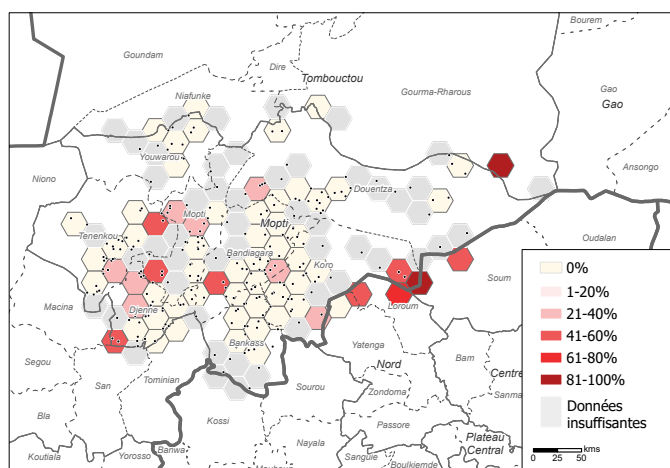 Bourem
Goundam
Dire
Tombouctou
Gourma-Rharous
Niafunke
Gao
Gao
Youwarou
Ansongo
Niono
Douentza
Mopti
Mopti
Tenenkou
Oudalan
Bandiagara
Koro
Soum
Macina
Djenne
Loroum
Bankass
Yatenga
Segou
Nord
Bam
Centre
San
Tominian
Sourou
Zondoma
Sanma
Bla
Kossi
Passore
Plateau
Central
Nayala
Koutiala
Yorosso
Banwa
Sanguie
Boulkiemde
0%
1-20%
21-40%
41-60%
61-80%
81-100%
Données
insuffisantes
kms
0 25 50